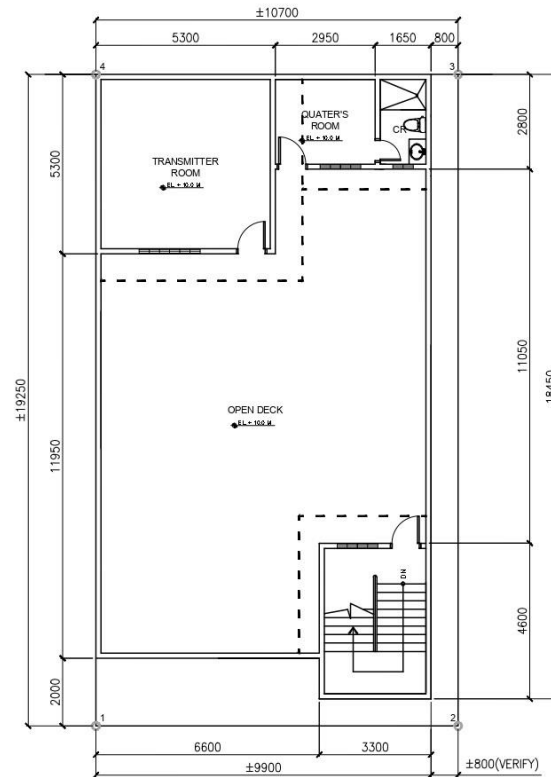 ±10700
5300
2950
1650
800
4
3
QUATER'S
ROOM
EL + 10.0 M
CR
2800
5300
TRANSMITTER
ROOM
EL + 10.0 M
±19250
11950
11050
18450
OPEN DECK
EL + 10.0 M
DN
4600
2000
1
2
6600
3300
±9900
±800(VERIFY)